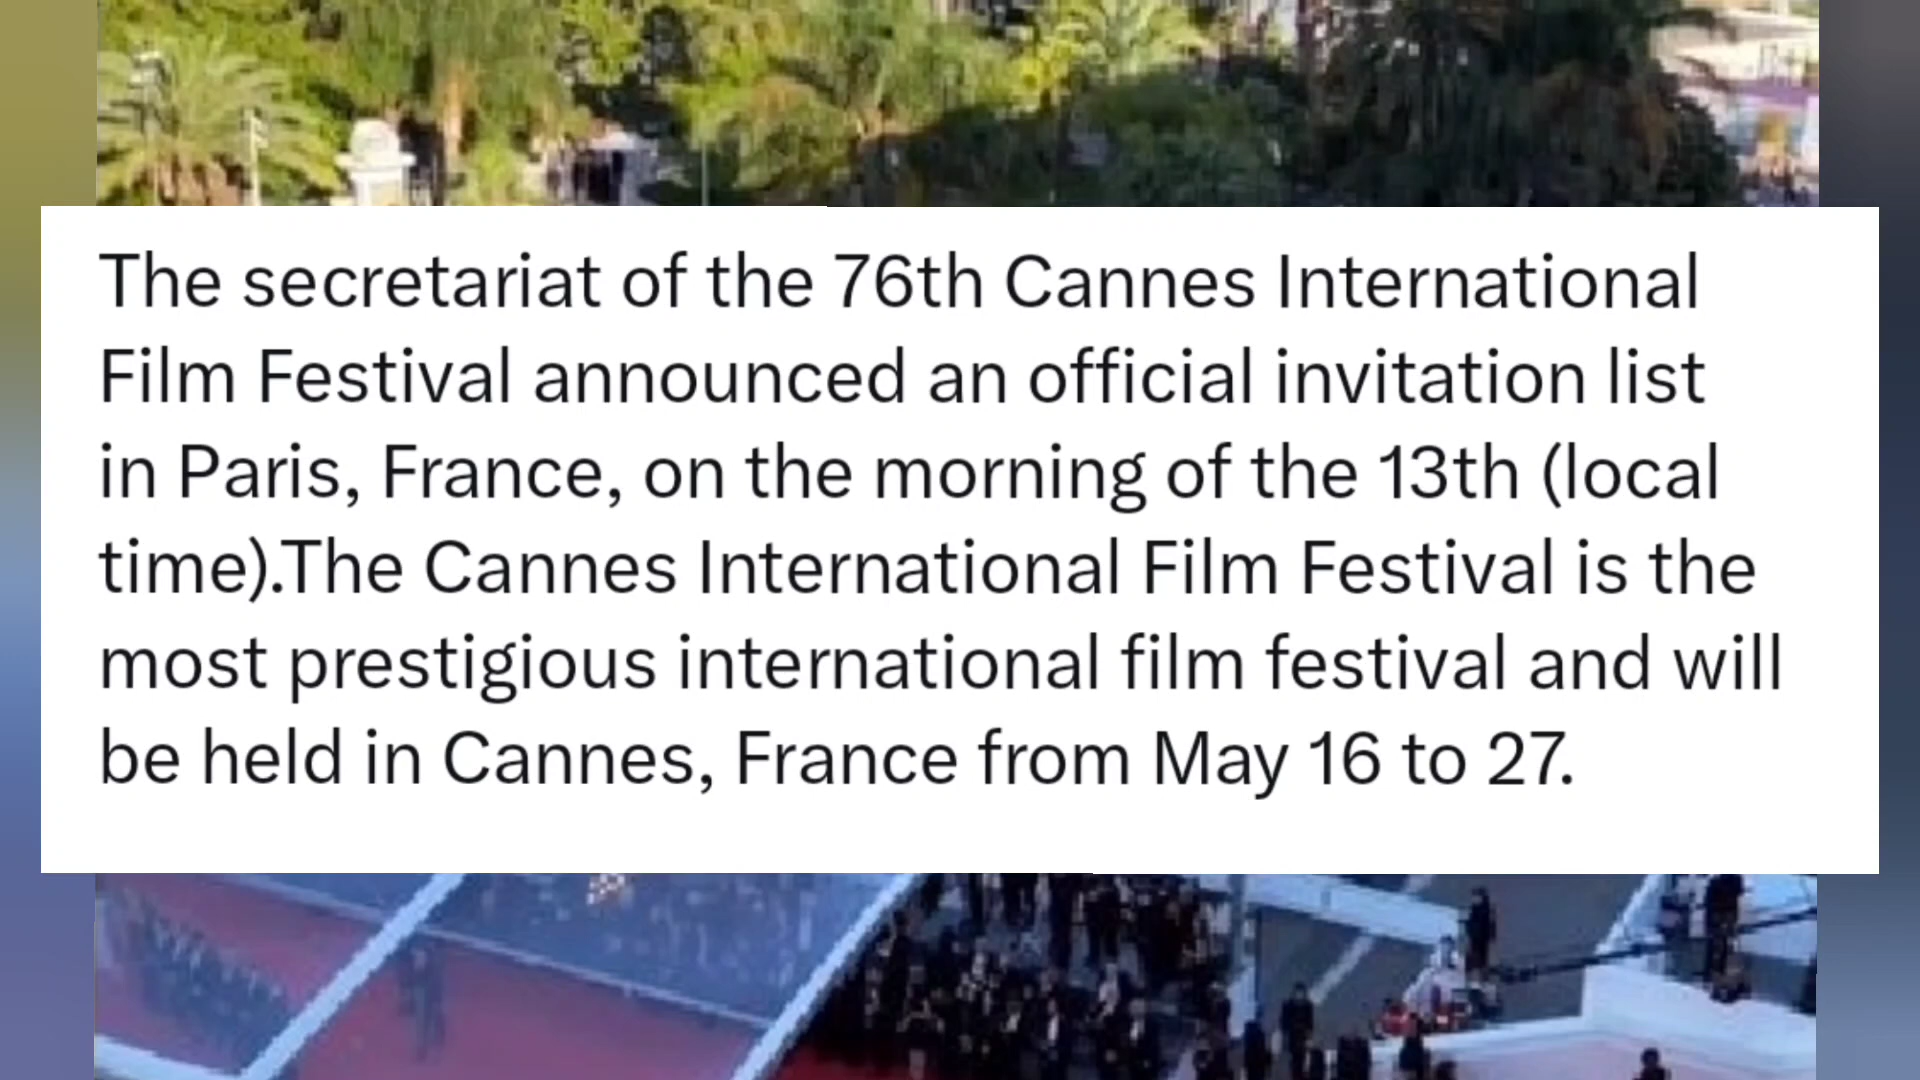 The secretariat of the 76th Cannes International
Film Festival announced an official invitation list
in Paris, France, on the morning of the 13th (local
time).The Cannes International Film Festival is the
most prestigious international film festival and will
be held in Cannes, France from May 16 to 27.